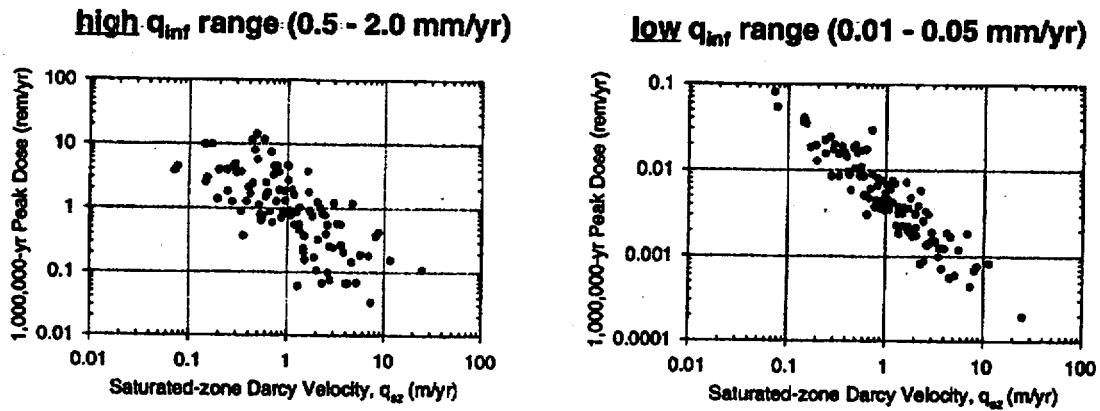 high q_inf range (0.5 - 2.0 mm/yr)
1,000,000-yr Peak Dose (rem/yr)
100
10
1
0.1
0.01
0.01 0.1 1 10 100
Saturated-zone Darcy Velocity, q_sz (m/yr)
low q_inf range (0.01 - 0.05 mm/yr)
1,000,000-yr Peak Dose (rem/yr)
0.1
0.01
0.001
0.0001
0.01 0.1 1 10 100
Saturated-zone Darcy Velocity, q_sz (m/yr)